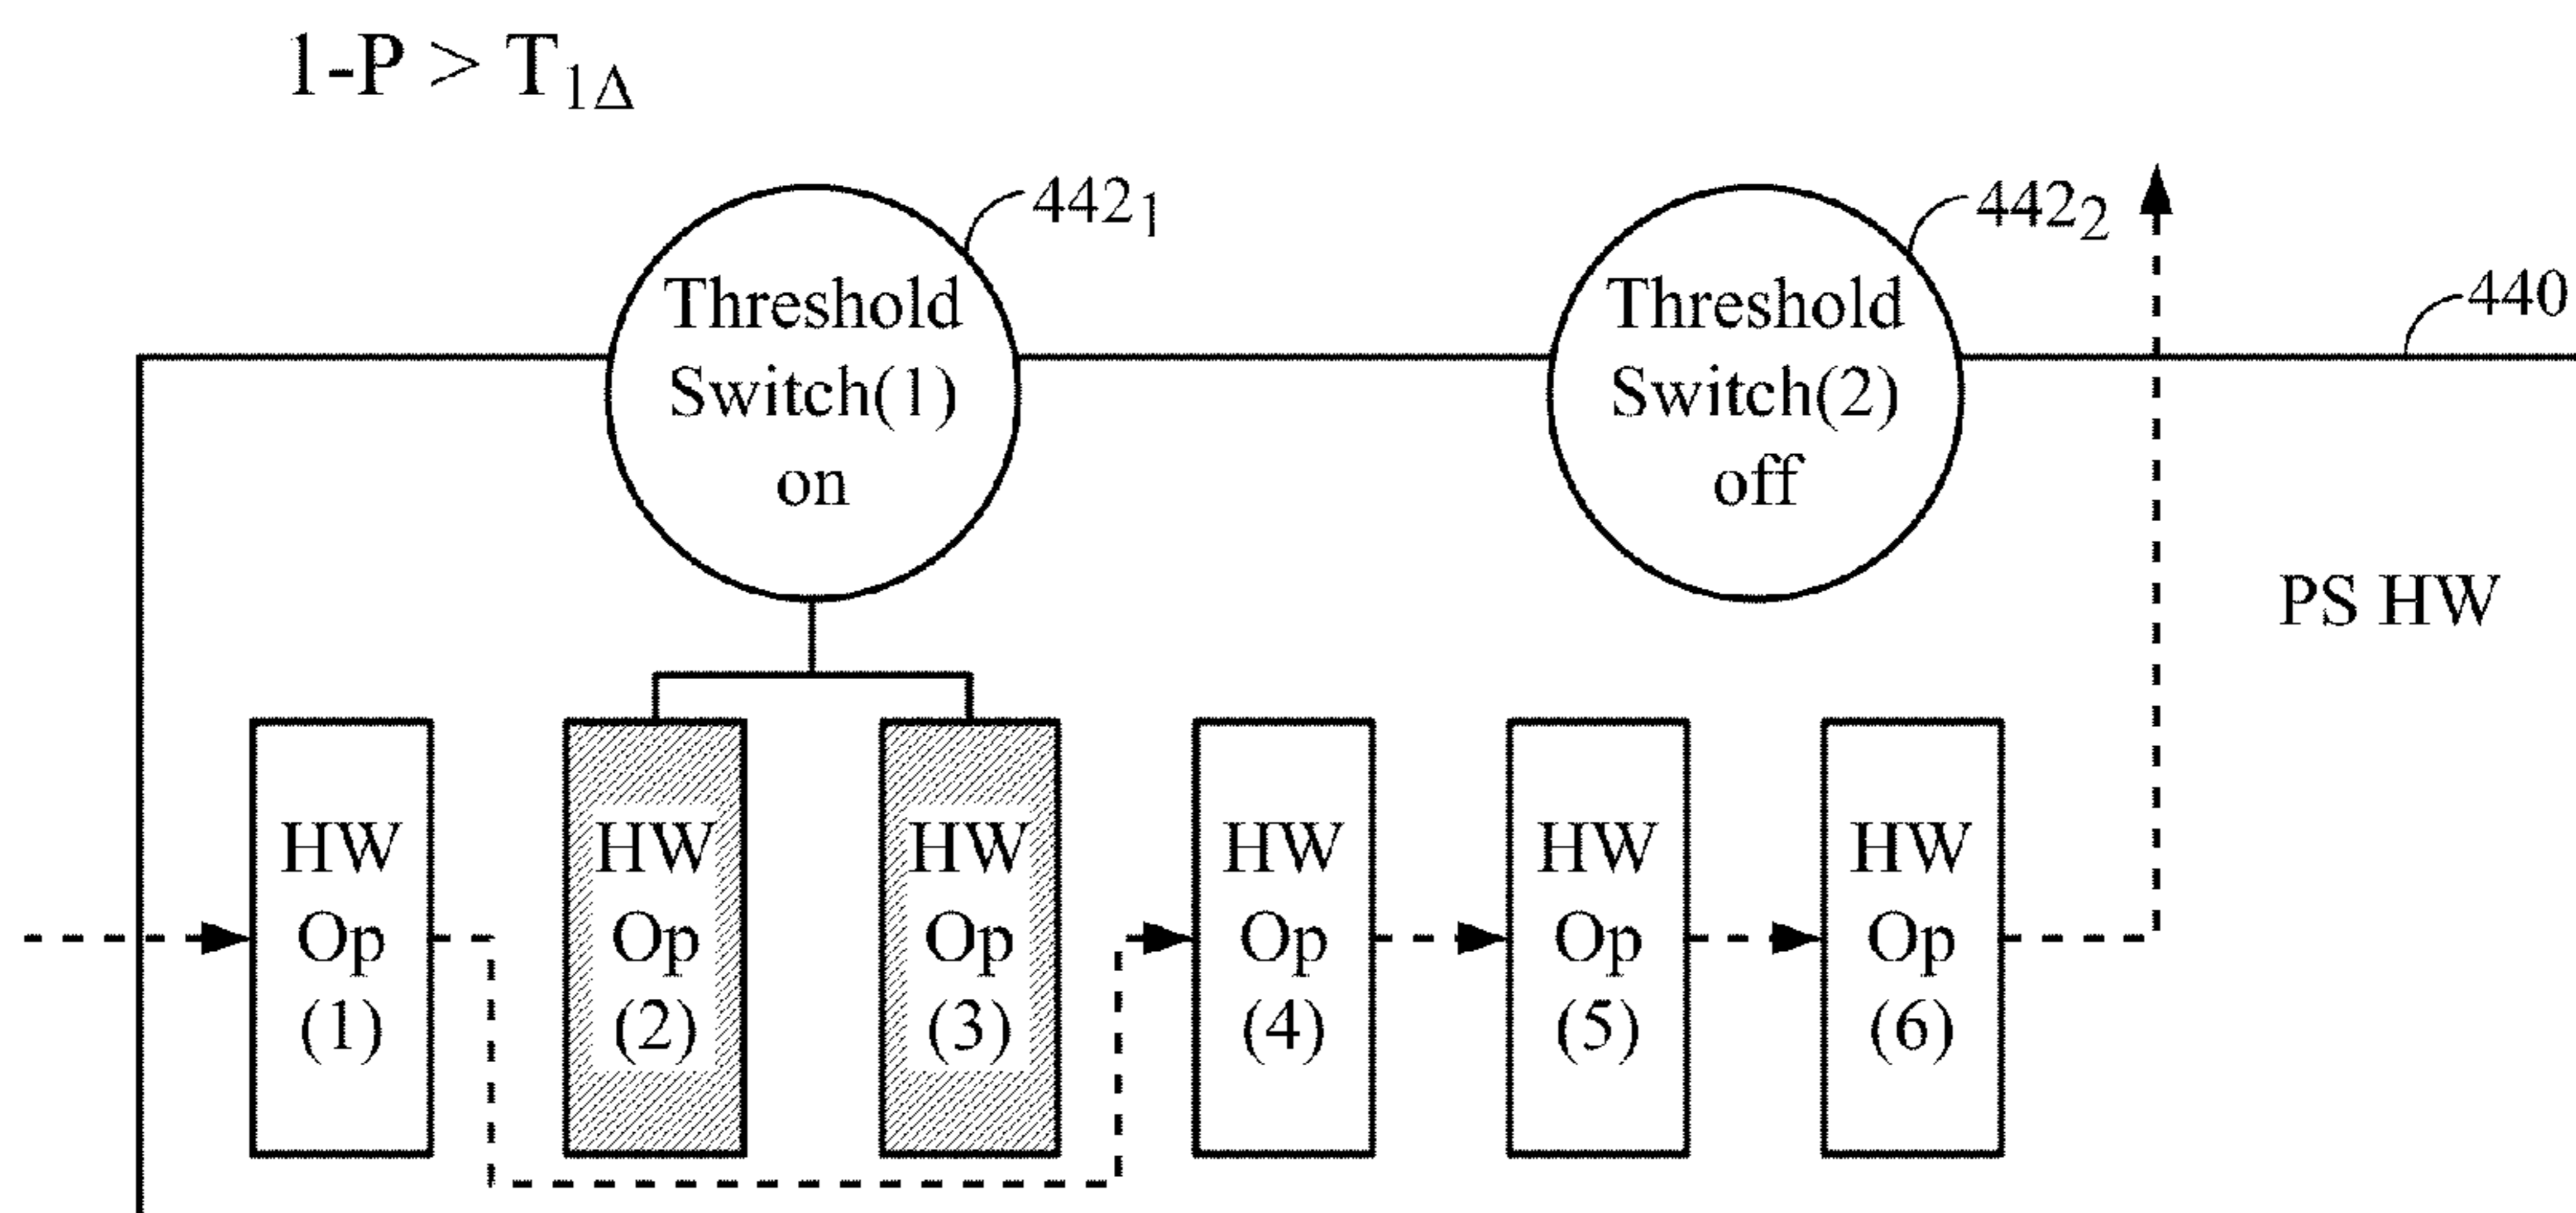 1-P > T1Δ
442₁
442₂
Threshold
Switch(1)
on
Threshold
Switch(2)
off
440
PS HW
HW
Op
(1)
HW
Op
(2)
HW
Op
(3)
HW
Op
(4)
HW
Op
(5)
HW
Op
(6)